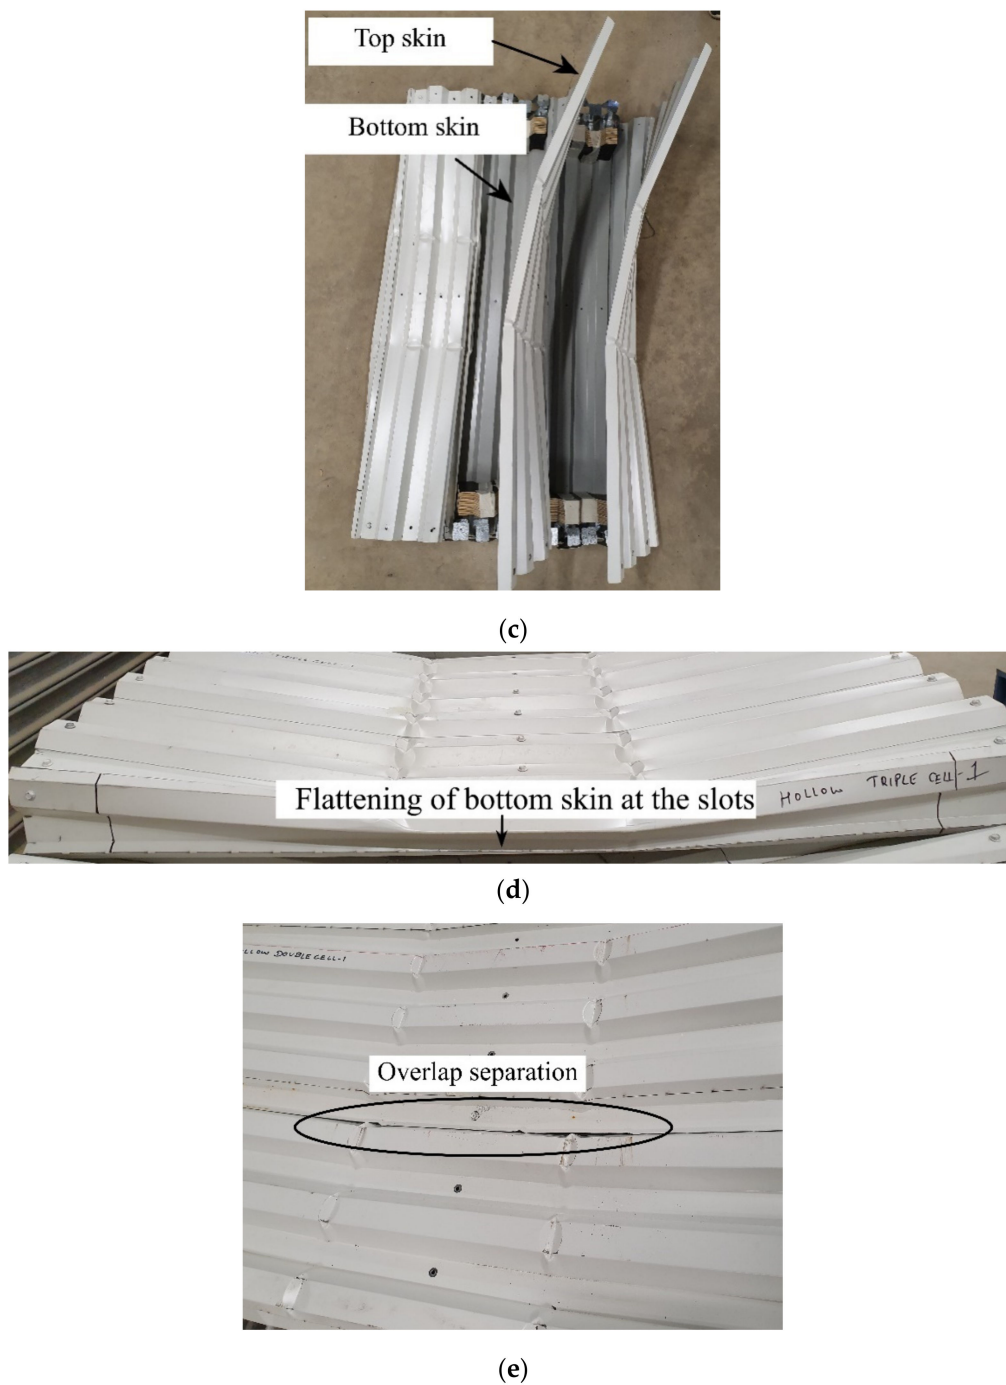 Top skin
Bottom skin
(c)
Flattening of bottom skin at the slots
HOLLOW TRIPLE CELL-1
(d)
LLOW DOUBLE CELL-1
Overlap separation
(e)